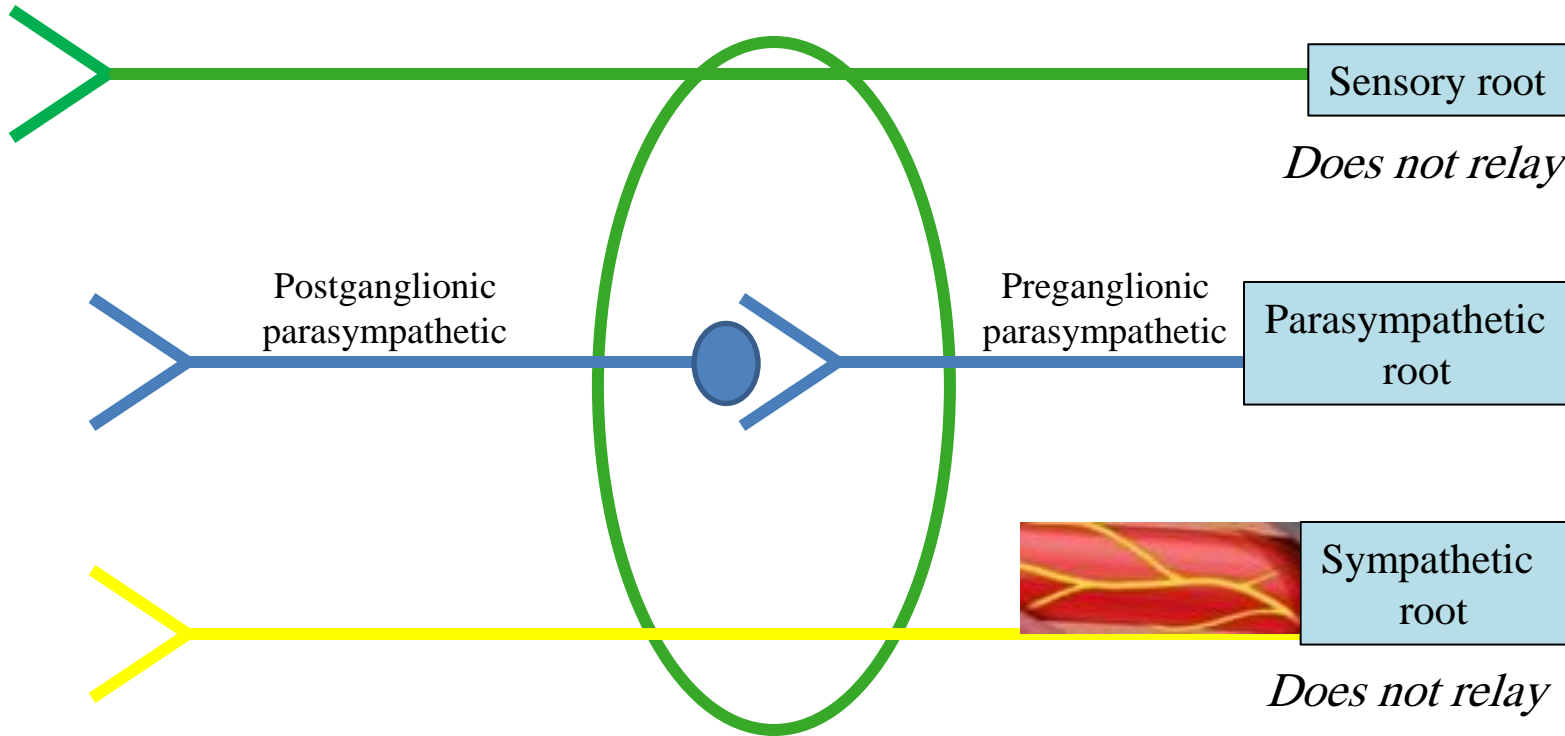 Sensory root
Does not relay
Postganglionic
parasympathetic
Preganglionic
parasympathetic
Parasympathetic
root
Sympathetic
root
Does not relay